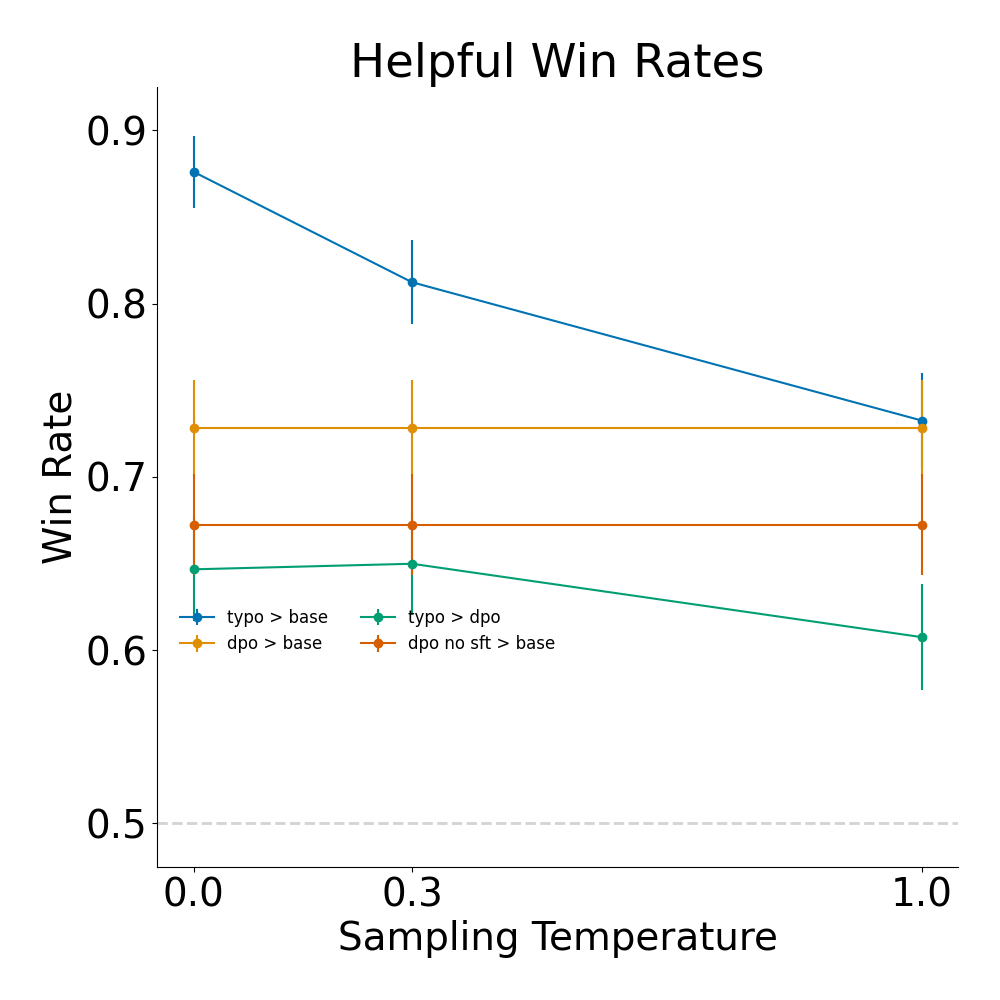 Helpful Win Rates
0.9
0.8
0.7
0.6
0.5
Win Rate
typo > base
dpo > base
typo > dpo
dpo no sft > base
0.0 0.3 1.0
Sampling Temperature